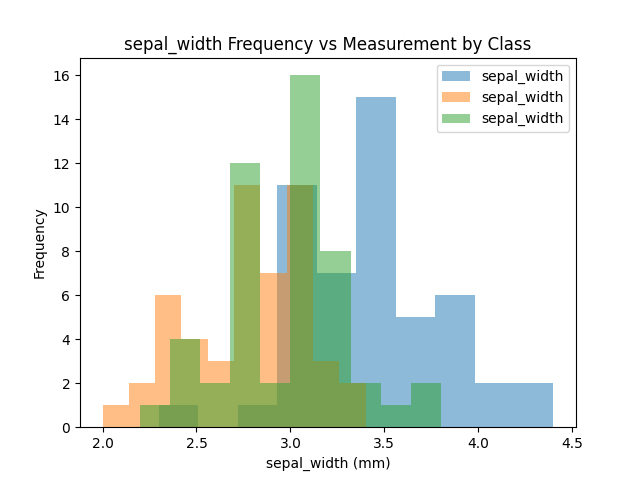 sepal_width Frequency vs Measurement by Class
sepal_width
sepal_width
sepal_width
Frequency
16
14
12
10
8
6
4
2
0
2.0 2.5 3.0 3.5 4.0 4.5
sepal_width (mm)